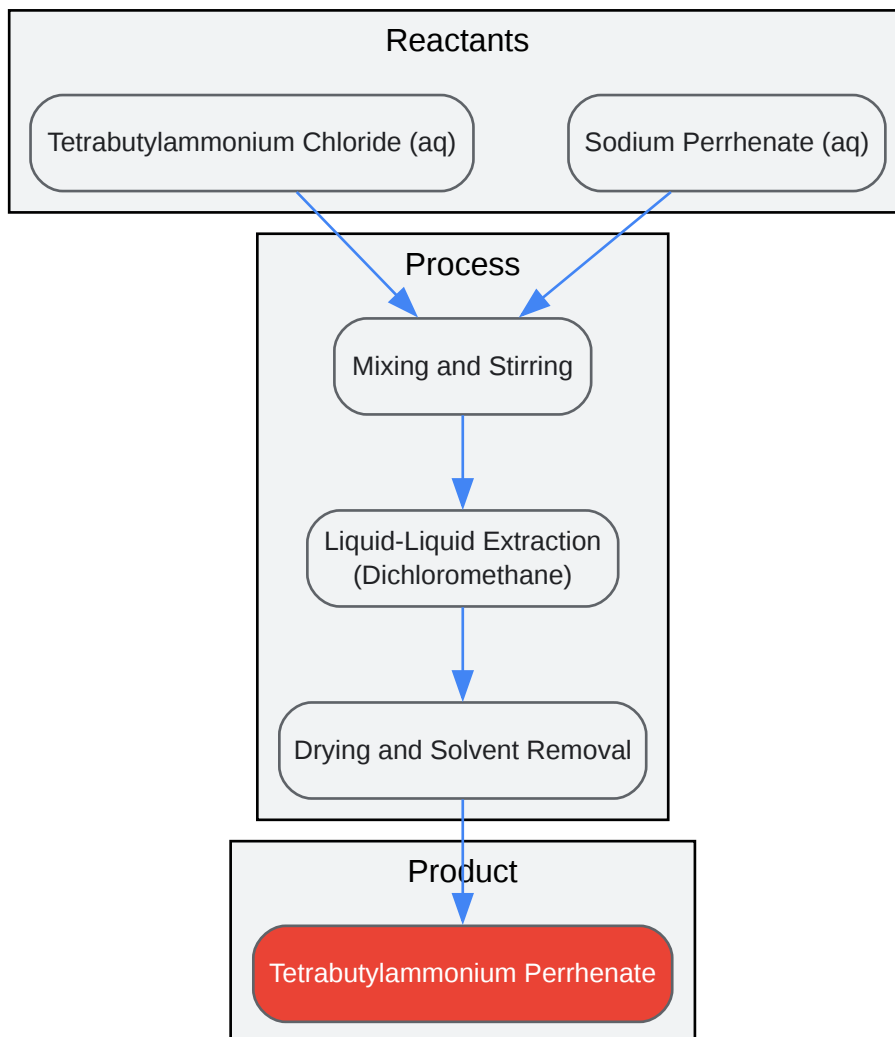 Reactants
Tetrabutylammonium Chloride (aq)
Sodium Perrhenate (aq)
Process
Mixing and Stirring
Liquid-Liquid Extraction
(Dichloromethane)
Drying and Solvent Removal
Product
Tetrabutylammonium Perrhenate